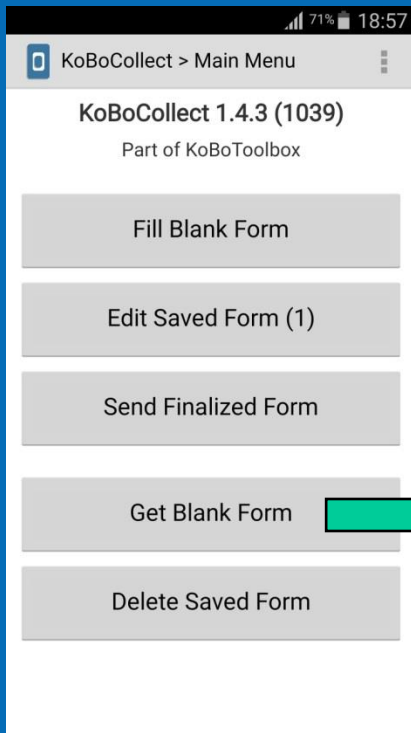 71% 18:57
KoBoCollect > Main Menu
KoBoCollect 1.4.3 (1039)
Part of KoBoToolbox
Fill Blank Form
Edit Saved Form (1)
Send Finalized Form
Get Blank Form
Delete Saved Form